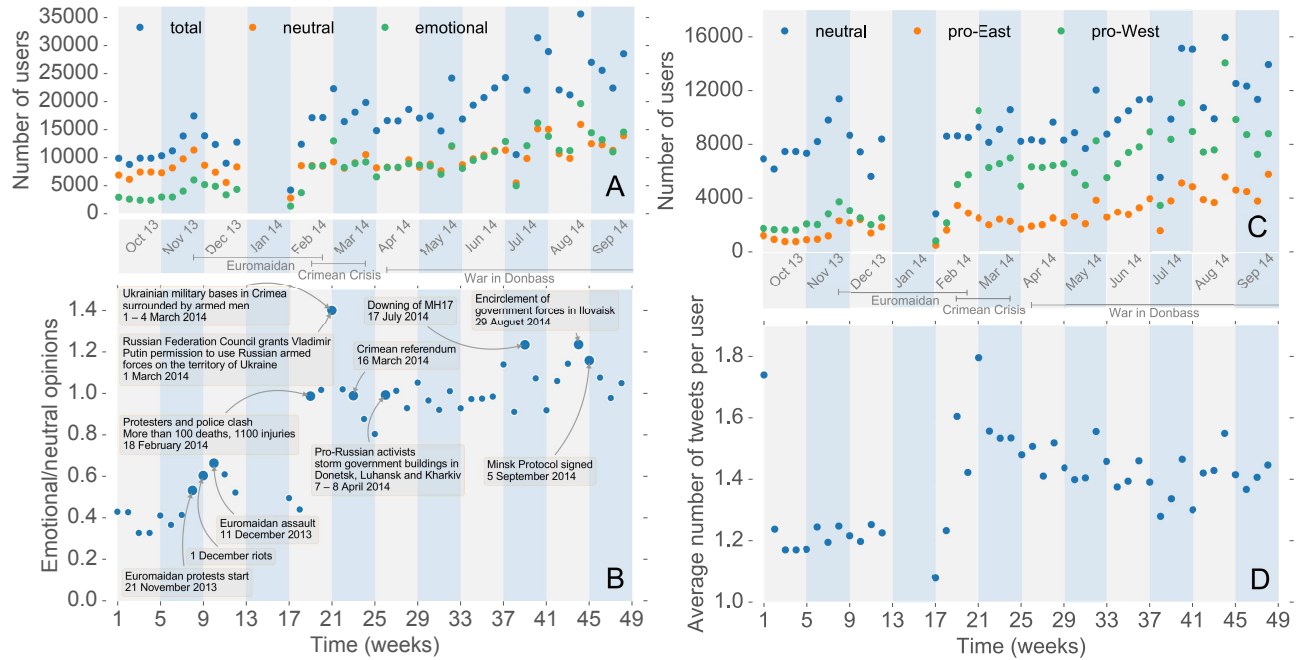 35000
30000
25000
20000
15000
10000
5000
0
Number of users
total
neutral
emotional
A
Oct 13
Nov 13
Dec 13
Jan 14
Feb 14
Mar 14
Apr 14
May 14
Jun 14
Jul 14
Aug 14
Sep 14
Euromaidan
Crimean Crisis
War in Donbass
1.4
1.2
1.0
0.8
0.6
0.4
0.2
0.0
Emotional/neutral opinions
Ukrainian military bases in Crimea
surrounded by armed men
1 – 4 March 2014
Russian Federation Council grants Vladimir
Putin permission to use Russian armed
forces on the territory of Ukraine
1 March 2014
Protesters and police clash
More than 100 deaths, 1100 injuries
18 February 2014
Downing of MH17
17 July 2014
Crimean referendum
16 March 2014
Encirclement of
government forces in Ilovaisk
29 August 2014
Pro-Russian activists
storm government buildings in
Donetsk, Luhansk and Kharkiv
7 – 8 April 2014
Minsk Protocol signed
5 September 2014
Euromaidan assault
11 December 2013
1 December riots
Euromaidan protests start
21 November 2013
B
1 5 9 13 17 21 25 29 33 37 41 45 49
Time (weeks)
16000
12000
8000
4000
0
Number of users
neutral
pro-East
pro-West
C
Oct 13
Nov 13
Dec 13
Jan 14
Feb 14
Mar 14
Apr 14
May 14
Jun 14
Jul 14
Aug 14
Sep 14
Euromaidan
Crimean Crisis
War in Donbass
1.8
1.6
1.4
1.2
1.0
Average number of tweets per user
D
1 5 9 13 17 21 25 29 33 37 41 45 49
Time (weeks)